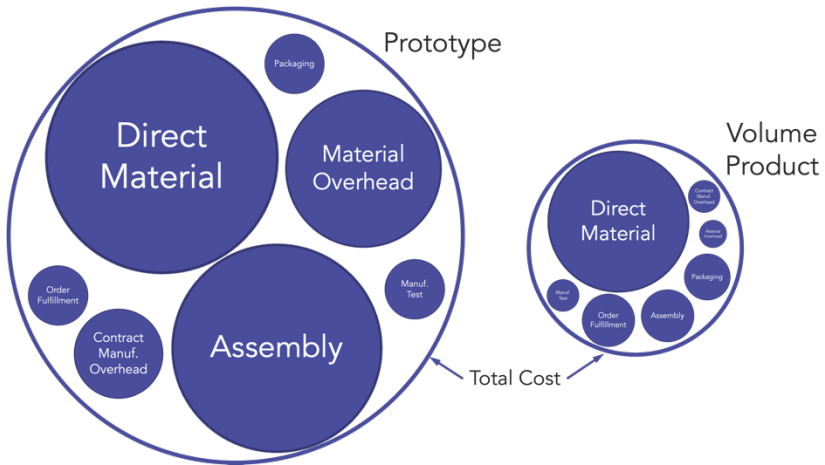 Prototype
Packaging
Direct
Material
Material
Overhead
Order
Fulfillment
Manuf.
Test
Contract
Manuf.
Overhead
Assembly
Total Cost
Volume
Product
Contract
Manuf.
Overhead
Direct
Material
Material
Overhead
Packaging
Manuf.
Test
Order
Fulfillment
Assembly